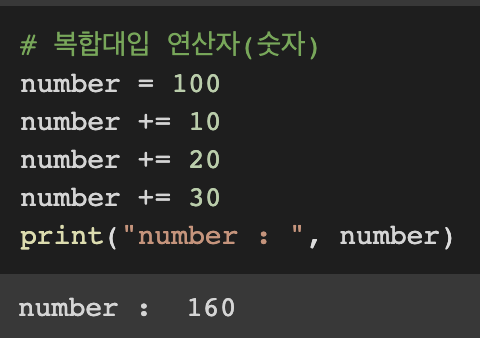 # 복합대입 연산자(숫자)
number = 100
number += 10
number += 20
number += 30
print("number : ", number)
number :  160